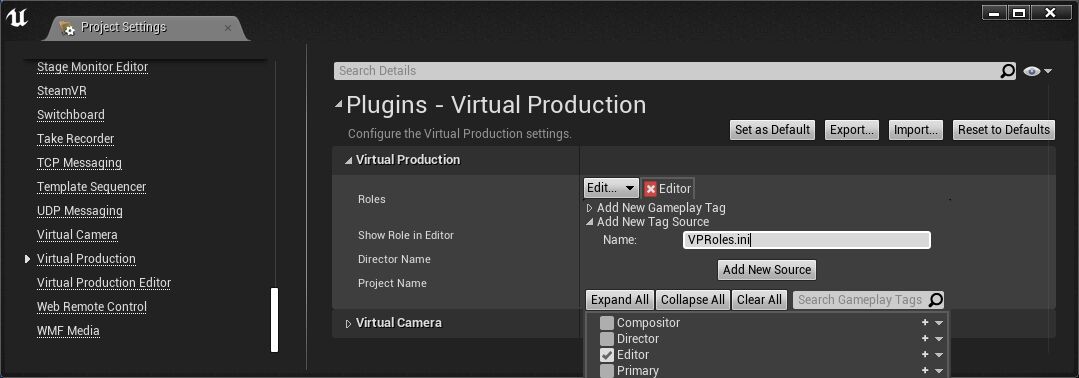 Project Settings
Stage Monitor Editor
SteamVR
Switchboard
Take Recorder
TCP Messaging
Template Sequencer
UDP Messaging
Virtual Camera
Virtual Production
Virtual Production Editor
Web Remote Control
WMF Media
Search Details
Plugins - Virtual Production
Configure the Virtual Production settings.
Set as Default Export... Import... Reset to Defaults
Virtual Production
Roles
Edit... Editor
Add New Gameplay Tag
Add New Tag Source
Show Role in Editor
Name: VPRoles.ini
Director Name
Add New Source
Project Name
Expand All Collapse All Clear All Search Gameplay Tags
Virtual Camera
Compositor
Director
Editor
Primary